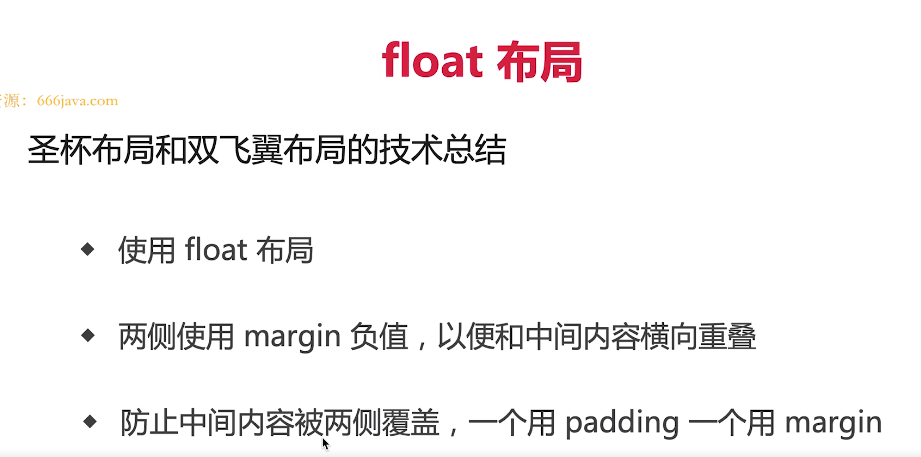 float 布局
源：666java.com
圣杯布局和双飞翼布局的技术总结
使用 float 布局
两侧使用 margin 负值，以便和中间内容横向重叠
防止中间内容被两侧覆盖，一个用 padding 一个用 margin